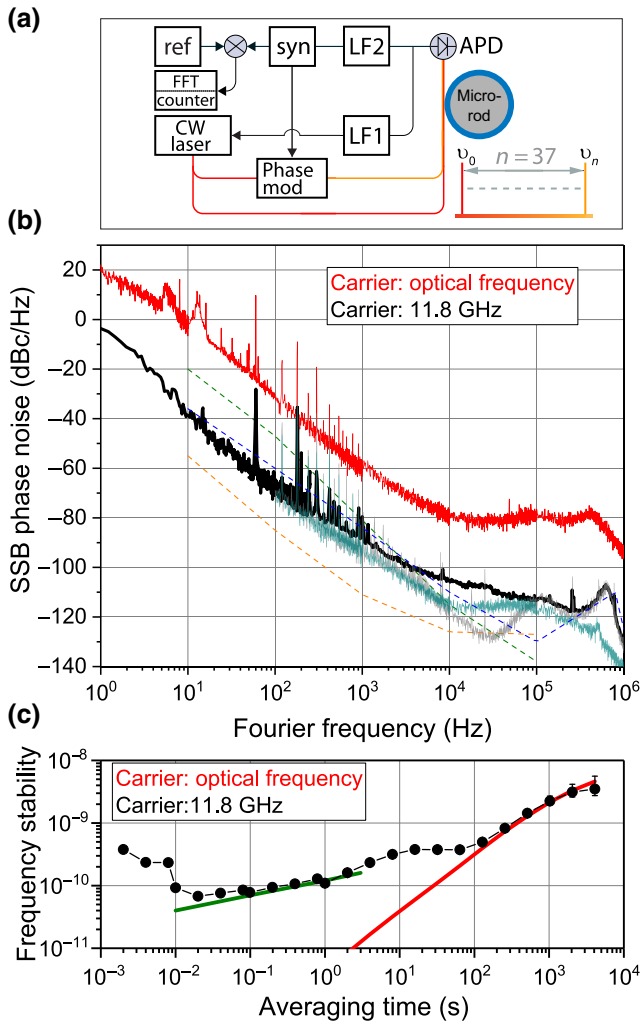 (a)
ref
syn
LF2
APD
FFT
counter
CW
laser
LF1
Phase
mod
Micro-
rod
υ0
n = 37
υn
(b)
Carrier: optical frequency
Carrier: 11.8 GHz
SSB phase noise (dBc/Hz)
20
0
−20
−40
−60
−80
−100
−120
−140
10^0 10^1 10^2 10^3 10^4 10^5 10^6
Fourier frequency (Hz)
(c)
Carrier: optical frequency
Carrier:11.8 GHz
Frequency stability
10^−8
10^−9
10^−10
10^−11
10^−3 10^−2 10^−1 10^0 10^1 10^2 10^3 10^4
Averaging time (s)